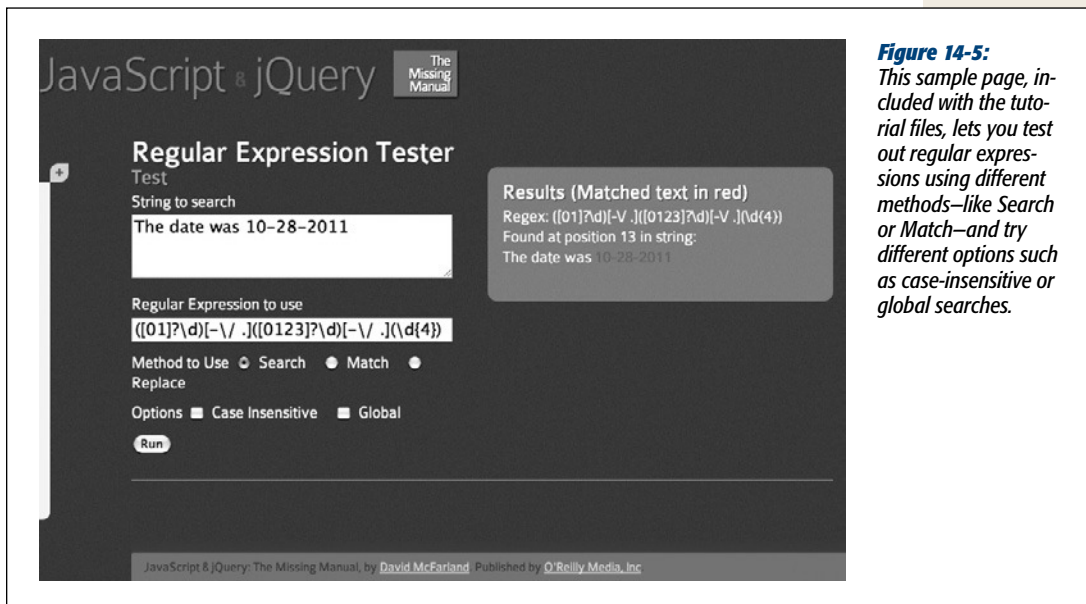 JavaScript & jQuery
The
Missing
Manual
+
Regular Expression Tester
Test
String to search
The date was 10-28-2011
Regular Expression to use
([01]?\d)[-\/ .]([0123]?\d)[-\/ .](\d{4})
Method to Use Search Match
Replace
Options Case Insensitive Global
Run
Results (Matched text in red)
Regex: ([01]?\d)[-\/ .]([0123]?\d)[-\/ .](\d{4})
Found at position 13 in string:
The date was 10-28-2011
JavaScript & jQuery: The Missing Manual, by David McFarland. Published by O'Reilly Media, Inc
Figure 14-5:
This sample page, in-
cluded with the tuto-
rial files, lets you test
out regular expres-
sions using different
methods—like Search
or Match—and try
different options such
as case-insensitive or
global searches.